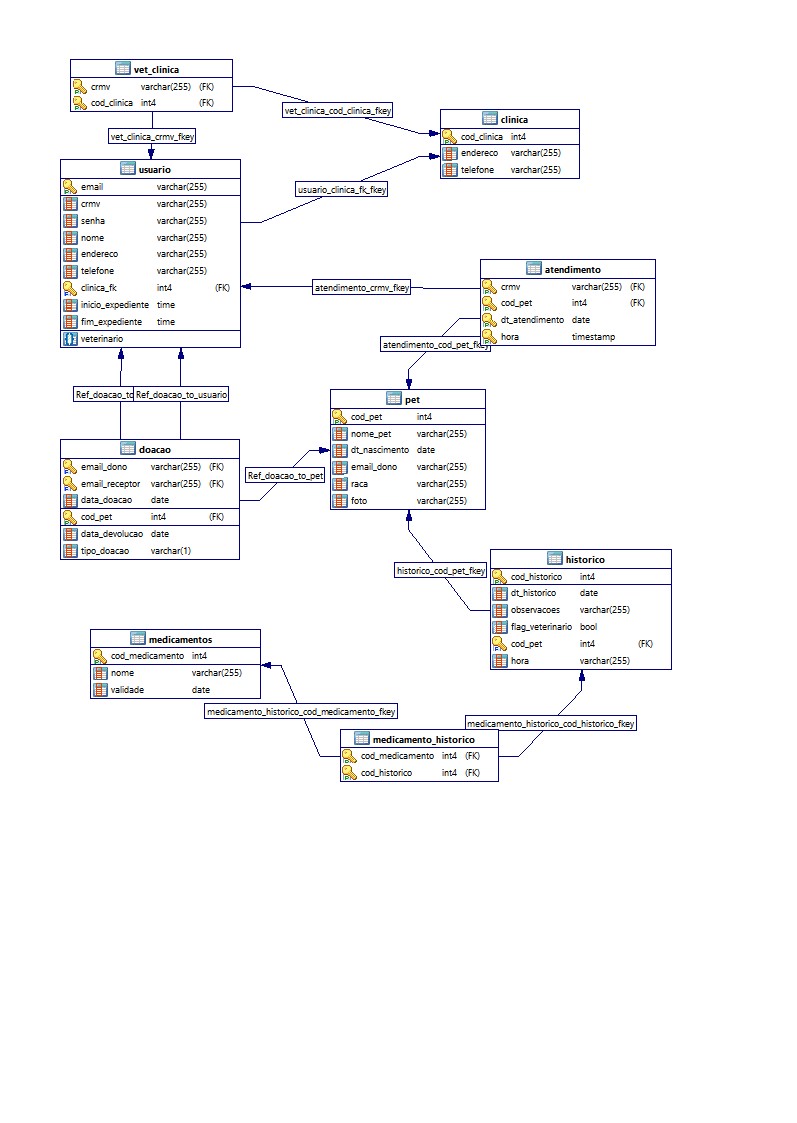 vet_clinica
crmv varchar(255) (FK)
cod_clinica int4 (FK)
vet_clinica_cod_clinica_fkey
vet_clinica_crmv_fkey
clinica
cod_clinica int4
endereco varchar(255)
telefone varchar(255)
usuario
email varchar(255)
crmv varchar(255)
senha varchar(255)
nome varchar(255)
endereco varchar(255)
telefone varchar(255)
clinica_fk int4 (FK)
inicio_expediente time
fim_expediente time
veterinario
usuario_clinica_fk_fkey
atendimento_crmv_fkey
atendimento
crmv varchar(255) (FK)
cod_pet int4 (FK)
dt_atendimento date
hora timestamp
atendimento_cod_pet_fkey
Ref_doacao_to
Ref_doacao_to_usuario
pet
cod_pet int4
nome_pet varchar(255)
dt_nascimento date
email_dono varchar(255)
raca varchar(255)
foto varchar(255)
doacao
email_dono varchar(255) (FK)
email_receptor varchar(255) (FK)
data_doacao date
cod_pet int4 (FK)
data_devolucao date
tipo_doacao varchar(1)
Ref_doacao_to_pet
historico_cod_pet_fkey
historico
cod_historico int4
dt_historico date
observacoes varchar(255)
flag_veterinario bool
cod_pet int4 (FK)
hora varchar(255)
medicamentos
cod_medicamento int4
nome varchar(255)
validade date
medicamento_historico_cod_medicamento_fkey
medicamento_historico_cod_historico_fkey
medicamento_historico
cod_medicamento int4 (FK)
cod_historico int4 (FK)